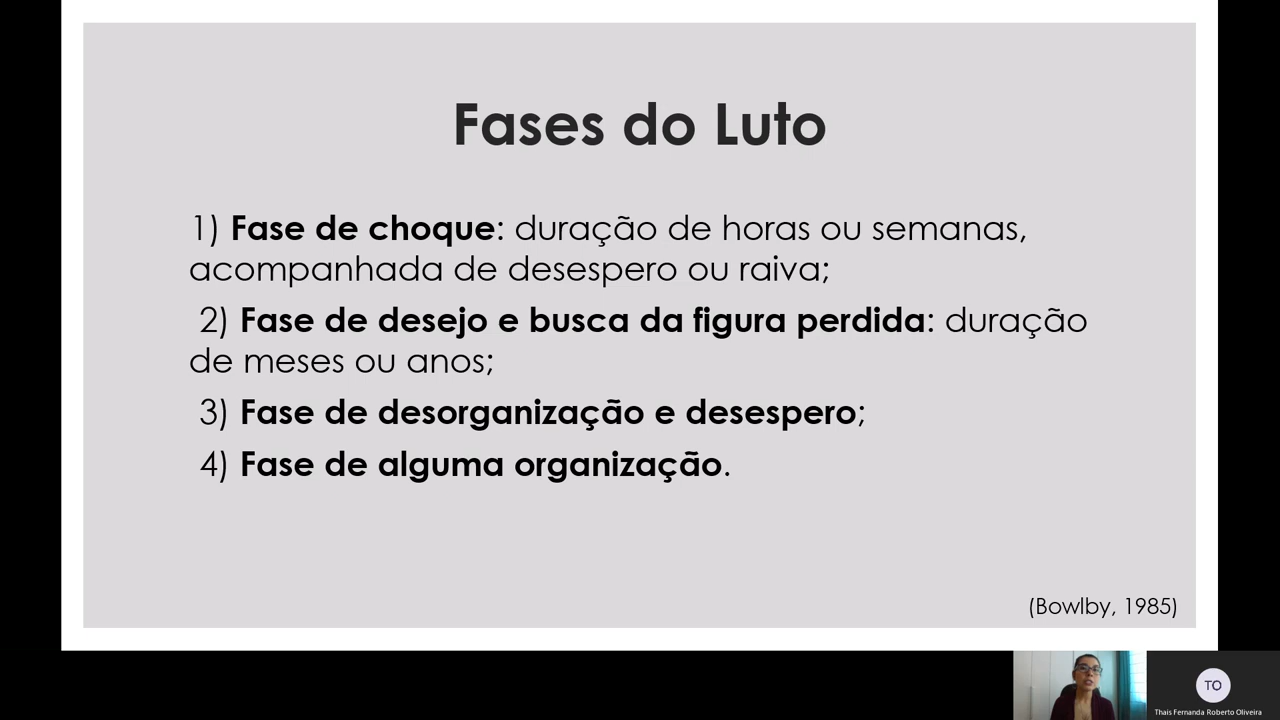 Fases do Luto
1) Fase de choque: duração de horas ou semanas,
acompanhada de desespero ou raiva;
2) Fase de desejo e busca da figura perdida: duração
de meses ou anos;
3) Fase de desorganização e desespero;
4) Fase de alguma organização.
(Bowlby, 1985)
TO
Thais Fernanda Roberto Oliveira